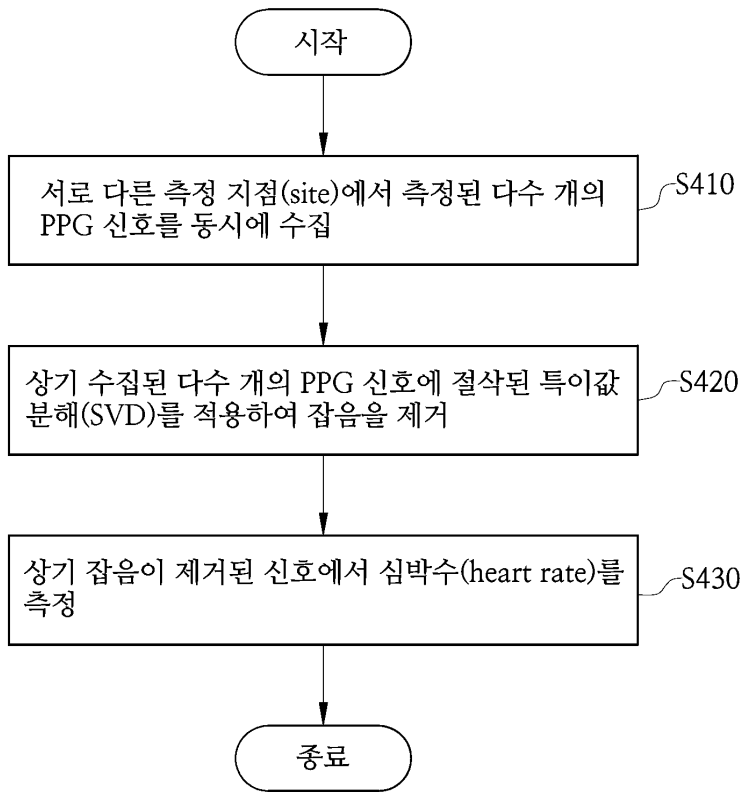 시작
서로 다른 측정 지점(site)에서 측정된 다수 개의
PPG 신호를 동시에 수집
S410
상기 수집된 다수 개의 PPG 신호에 절삭된 특이값
분해(SVD)를 적용하여 잡음을 제거
S420
상기 잡음이 제거된 신호에서 심박수(heart rate)를
측정
S430
종료